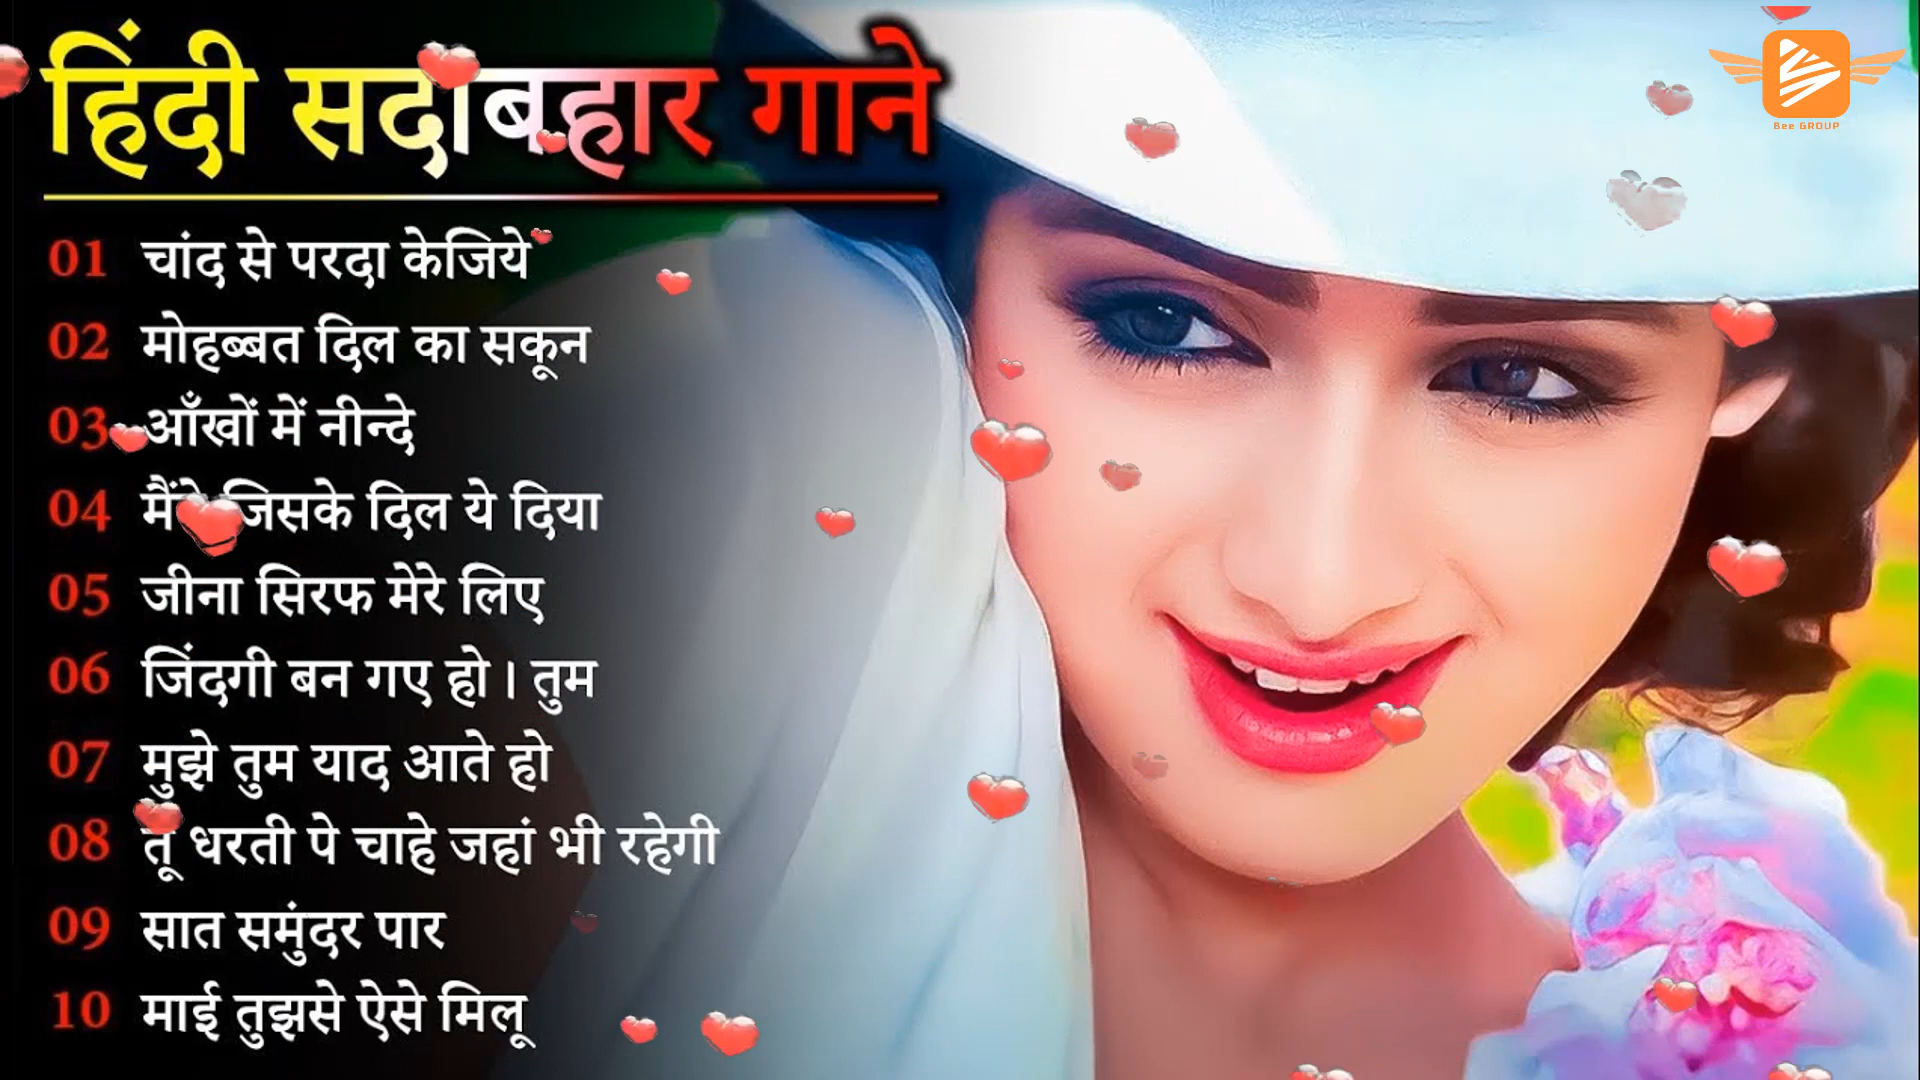 हिंदी सदाबहार गाने
01 चांद से परदा केजिये
02 मोहब्बत दिल का सकून
03 आँखों में नीन्दे
04 जिसके दिल ये दिया
05 जीना सिरफ मेरे लिए
06 जिंदगी बन गए हो । तुम
07 मुझे तुम याद आते हो
08 तू धरती पे चाहे जहां भी रहेगी
09 सात समुंदर पार
10 माई तुझसे ऐसे मिलू
Bee GROUP